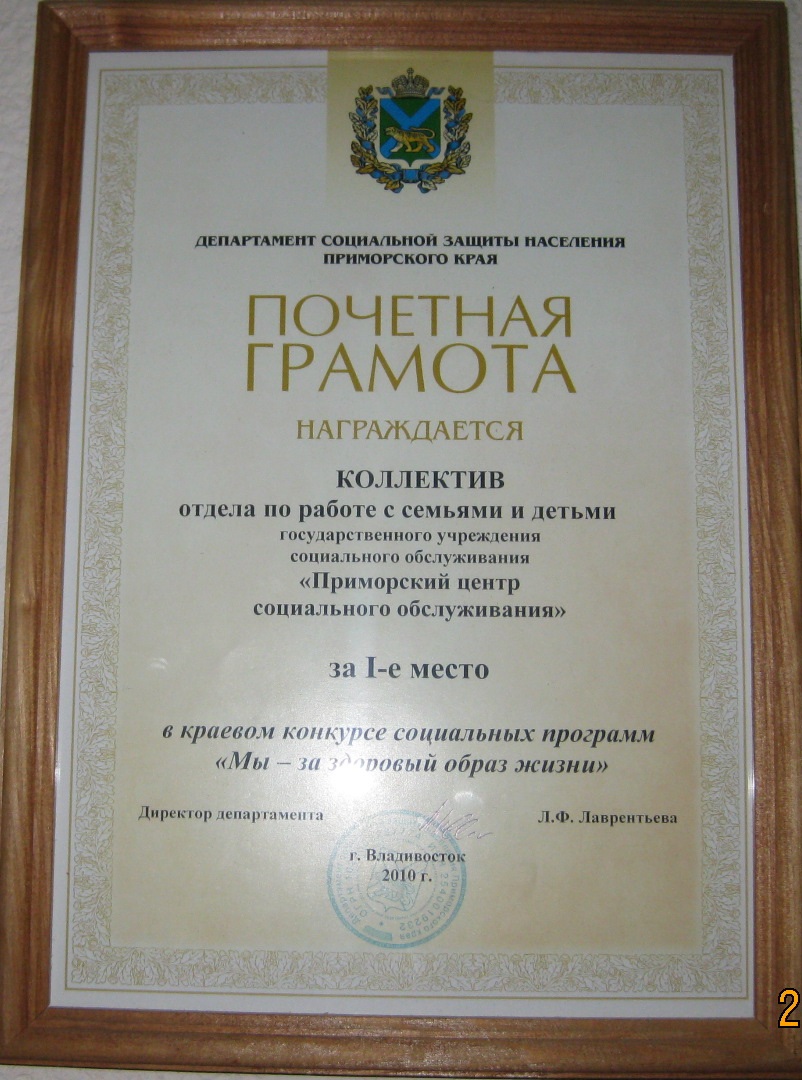 ДЕПАРТАМЕНТ СОЦИАЛЬНОЙ ЗАЩИТЫ НАСЕЛЕНИЯ
ПРИМОРСКОГО КРАЯ
ПОЧЕТНАЯ
ГРАМОТА
НАГРАЖДАЕТСЯ
КОЛЛЕКТИВ
отдела по работе с семьями и детьми
государственного учреждения
социального обслуживания
«Приморский центр
социального обслуживания»
за I-е место
в краевом конкурсе социальных программ
«Мы – за здоровый образ жизни»
Директор департамента Л.Ф. Лаврентьева
г. Владивосток
2010 г.
2